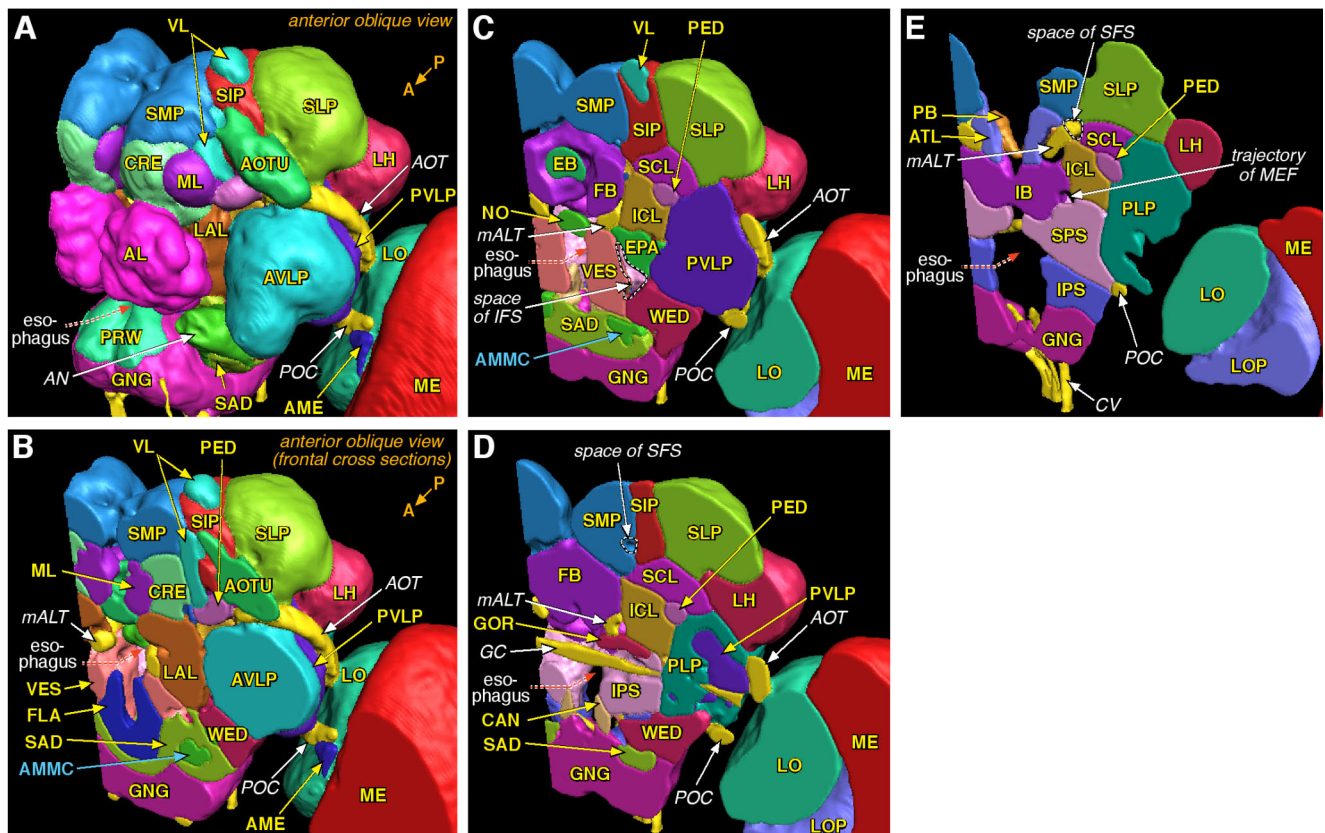 A
anterior oblique view
VL
P
A
SIP
SLP
SMP
CRE
ML
AOTU
LH
AOT
PVLP
LAL
LO
AL
AVLP
eso-
phagus
PRW
AN
GNG
SAD
POC
AME
ME
B
anterior oblique view
(frontal cross sections)
VL
PED
P
A
SIP
SMP
SLP
ML
CRE
AOTU
LH
AOT
mALT
PVLP
eso-
phagus
LAL
LO
VES
AVLP
FLA
SAD
WED
AMMC
POC
GNG
AME
ME
C
VL
PED
SMP
SIP
SLP
EB
SCL
LH
FB
AOT
NO
ICL
mALT
EPA
eso-
phagus
VES
PVLP
space
of IFS
SAD
WED
AMMC
POC
GNG
LO
ME
D
space of SFS
SIP
SMP
SLP
PED
FB
SCL
PVLP
mALT
ICL
LH
AOT
GOR
GC
PLP
eso-
phagus
IPS
CAN
WED
SAD
GNG
POC
LO
ME
LOP
E
space of SFS
SMP
SLP
PED
PB
ATL
SCL
LH
mALT
ICL
trajectory
of MEF
IB
PLP
SPS
ME
eso-
phagus
IPS
LO
GNG
POC
LOP
CV